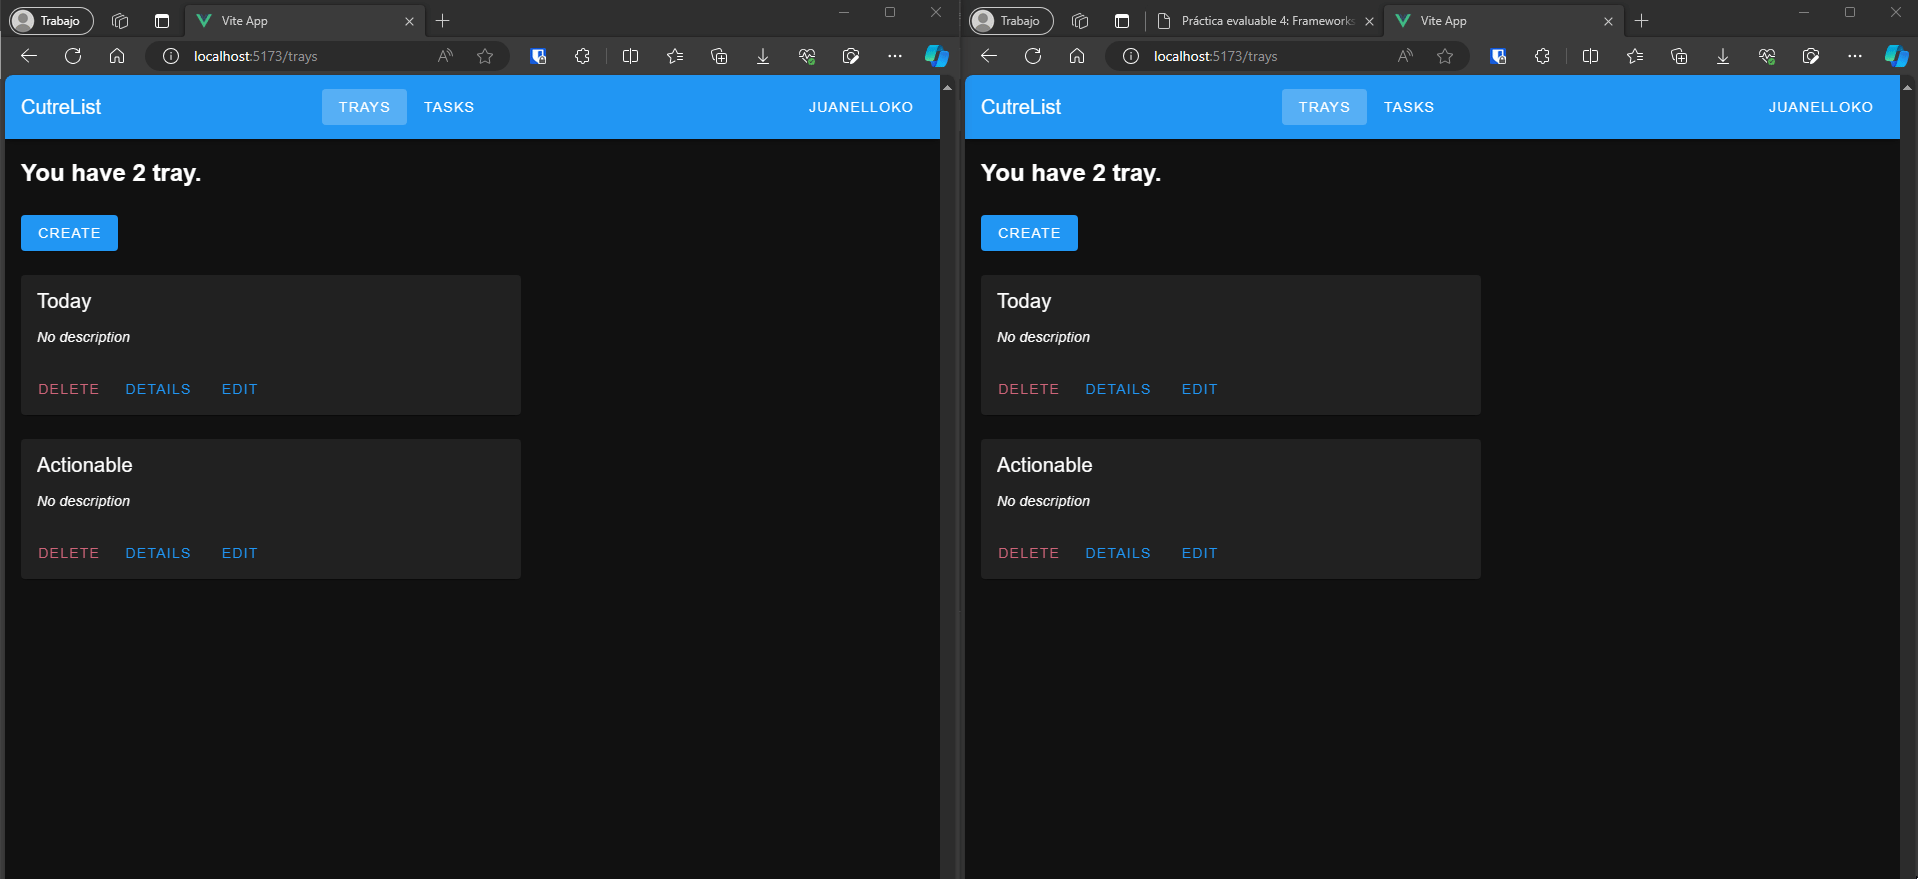 Trabajo
Vite App
localhost:5173/trays
CutreList
TRAYS
TASKS
JUANELLOKO
You have 2 tray.
CREATE
Today
No description
DELETE
DETAILS
EDIT
Actionable
No description
DELETE
DETAILS
EDIT
Trabajo
Práctica evaluable 4: Frameworks
Vite App
localhost:5173/trays
CutreList
TRAYS
TASKS
JUANELLOKO
You have 2 tray.
CREATE
Today
No description
DELETE
DETAILS
EDIT
Actionable
No description
DELETE
DETAILS
EDIT